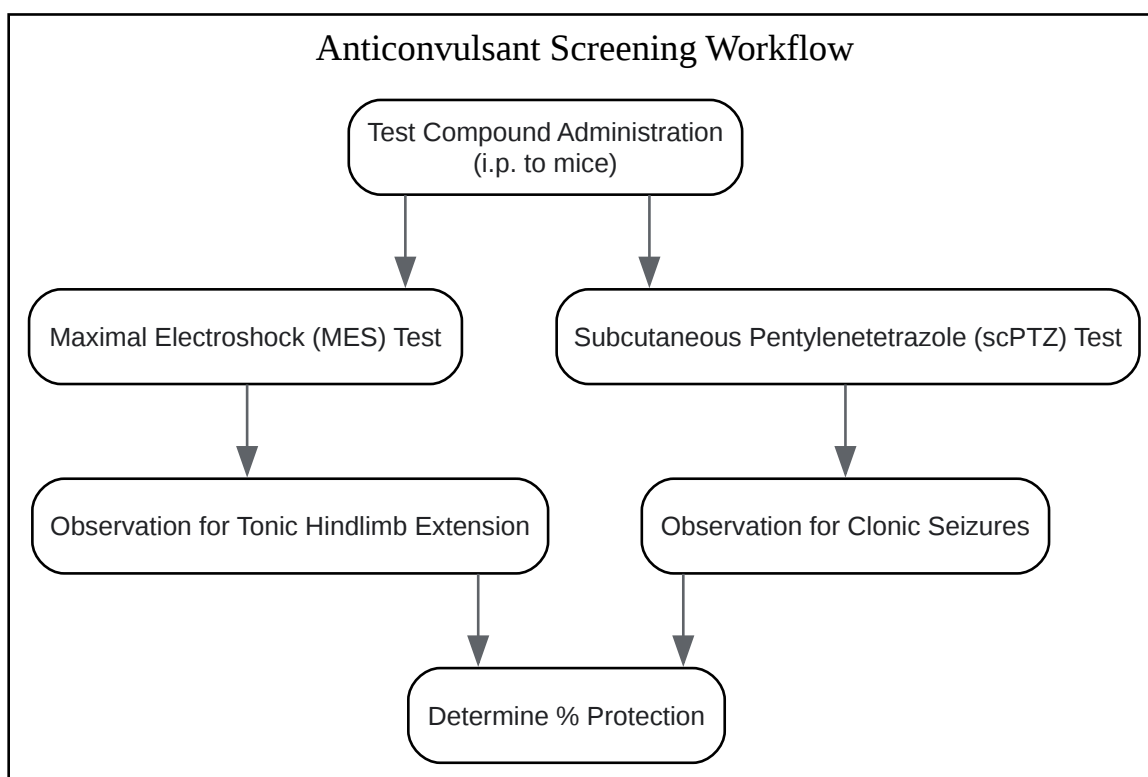 Anticonvulsant Screening Workflow
Test Compound Administration
(i.p. to mice)
Maximal Electroshock (MES) Test
Subcutaneous Pentylenetetrazole (scPTZ) Test
Observation for Tonic Hindlimb Extension
Observation for Clonic Seizures
Determine % Protection